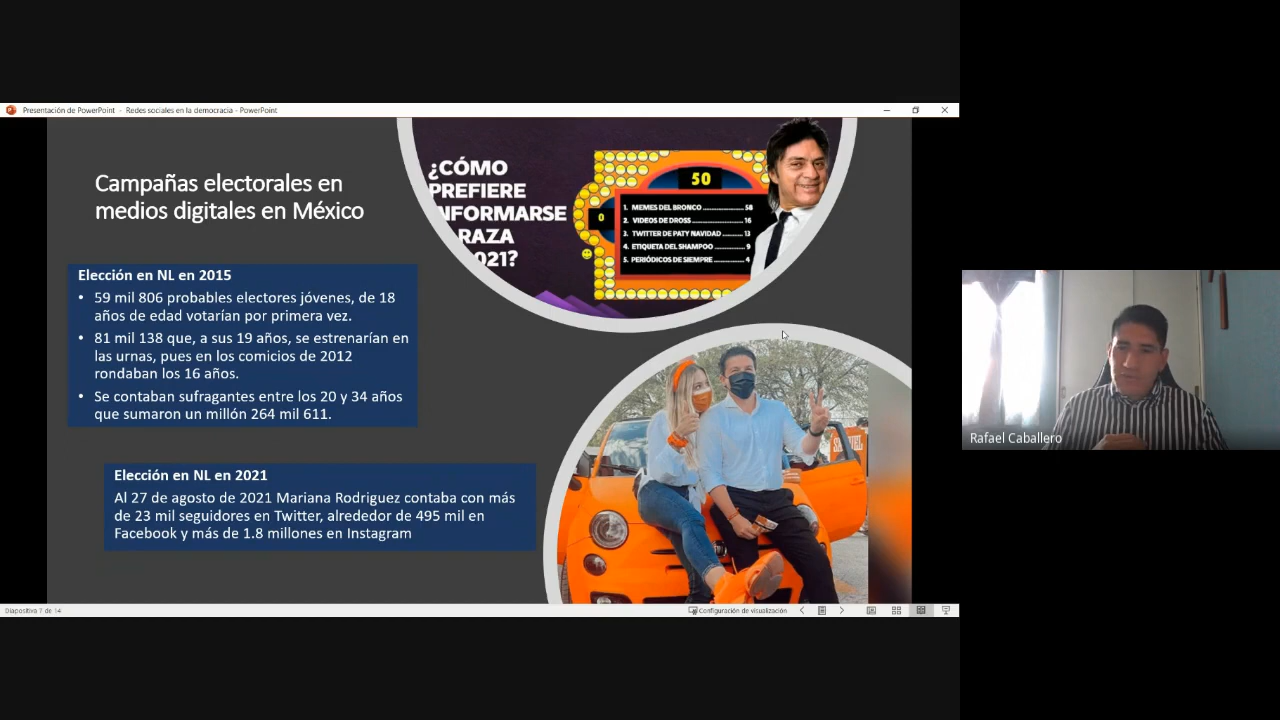 Presentación de PowerPoint - Redes sociales en la democracia - PowerPoint
Campañas electorales en
medios digitales en México
¿CÓMO
PREFIERE
NFORMARSE
RAZA
021?
50
0
1. MEMES DEL BRONCO 58
2. VIDEOS DE DROSS 16
3. TWITTER DE PATY NAVIDAD 13
4. ETIQUETA DEL SHAMPOO 9
5. PERIÓDICOS DE SIEMPRE 4
Elección en NL en 2015
• 59 mil 806 probables electores jóvenes, de 18
años de edad votarían por primera vez.
• 81 mil 138 que, a sus 19 años, se estrenarían en
las urnas, pues en los comicios de 2012
rondaban los 16 años.
• Se contaban sufragantes entre los 20 y 34 años
que sumaron un millón 264 mil 611.
Elección en NL en 2021
Al 27 de agosto de 2021 Mariana Rodriguez contaba con más
de 23 mil seguidores en Twitter, alrededor de 495 mil en
Facebook y más de 1.8 millones en Instagram
Rafael Caballero
Diapositiva 7 de 14
Configuración de visualización